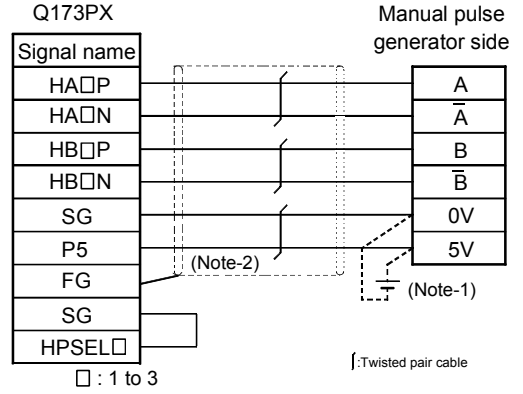 Q173PX
Manual pulse
generator side
Signal name
HA□P
A
HA□N
A̅
HB□P
B
HB□N
B̅
SG
0V
P5
5V
(Note-2)
FG
(Note-1)
SG
HPSEL□
□ : 1 to 3
:Twisted pair cable